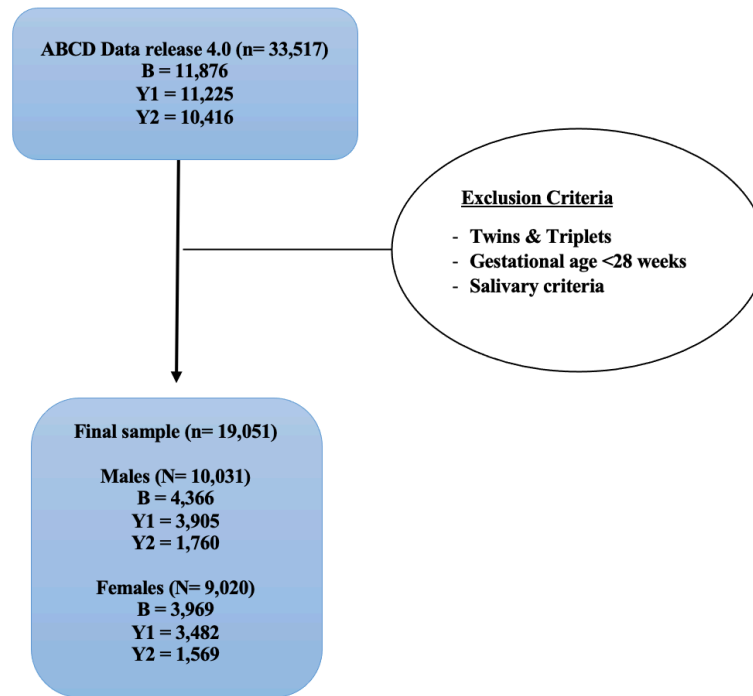 ABCD Data release 4.0 (n= 33,517)
B = 11,876
Y1 = 11,225
Y2 = 10,416
Exclusion Criteria
- Twins & Triplets
- Gestational age <28 weeks
- Salivary criteria
Final sample (n= 19,051)
Males (N= 10,031)
B = 4,366
Y1 = 3,905
Y2 = 1,760
Females (N= 9,020)
B = 3,969
Y1 = 3,482
Y2 = 1,569